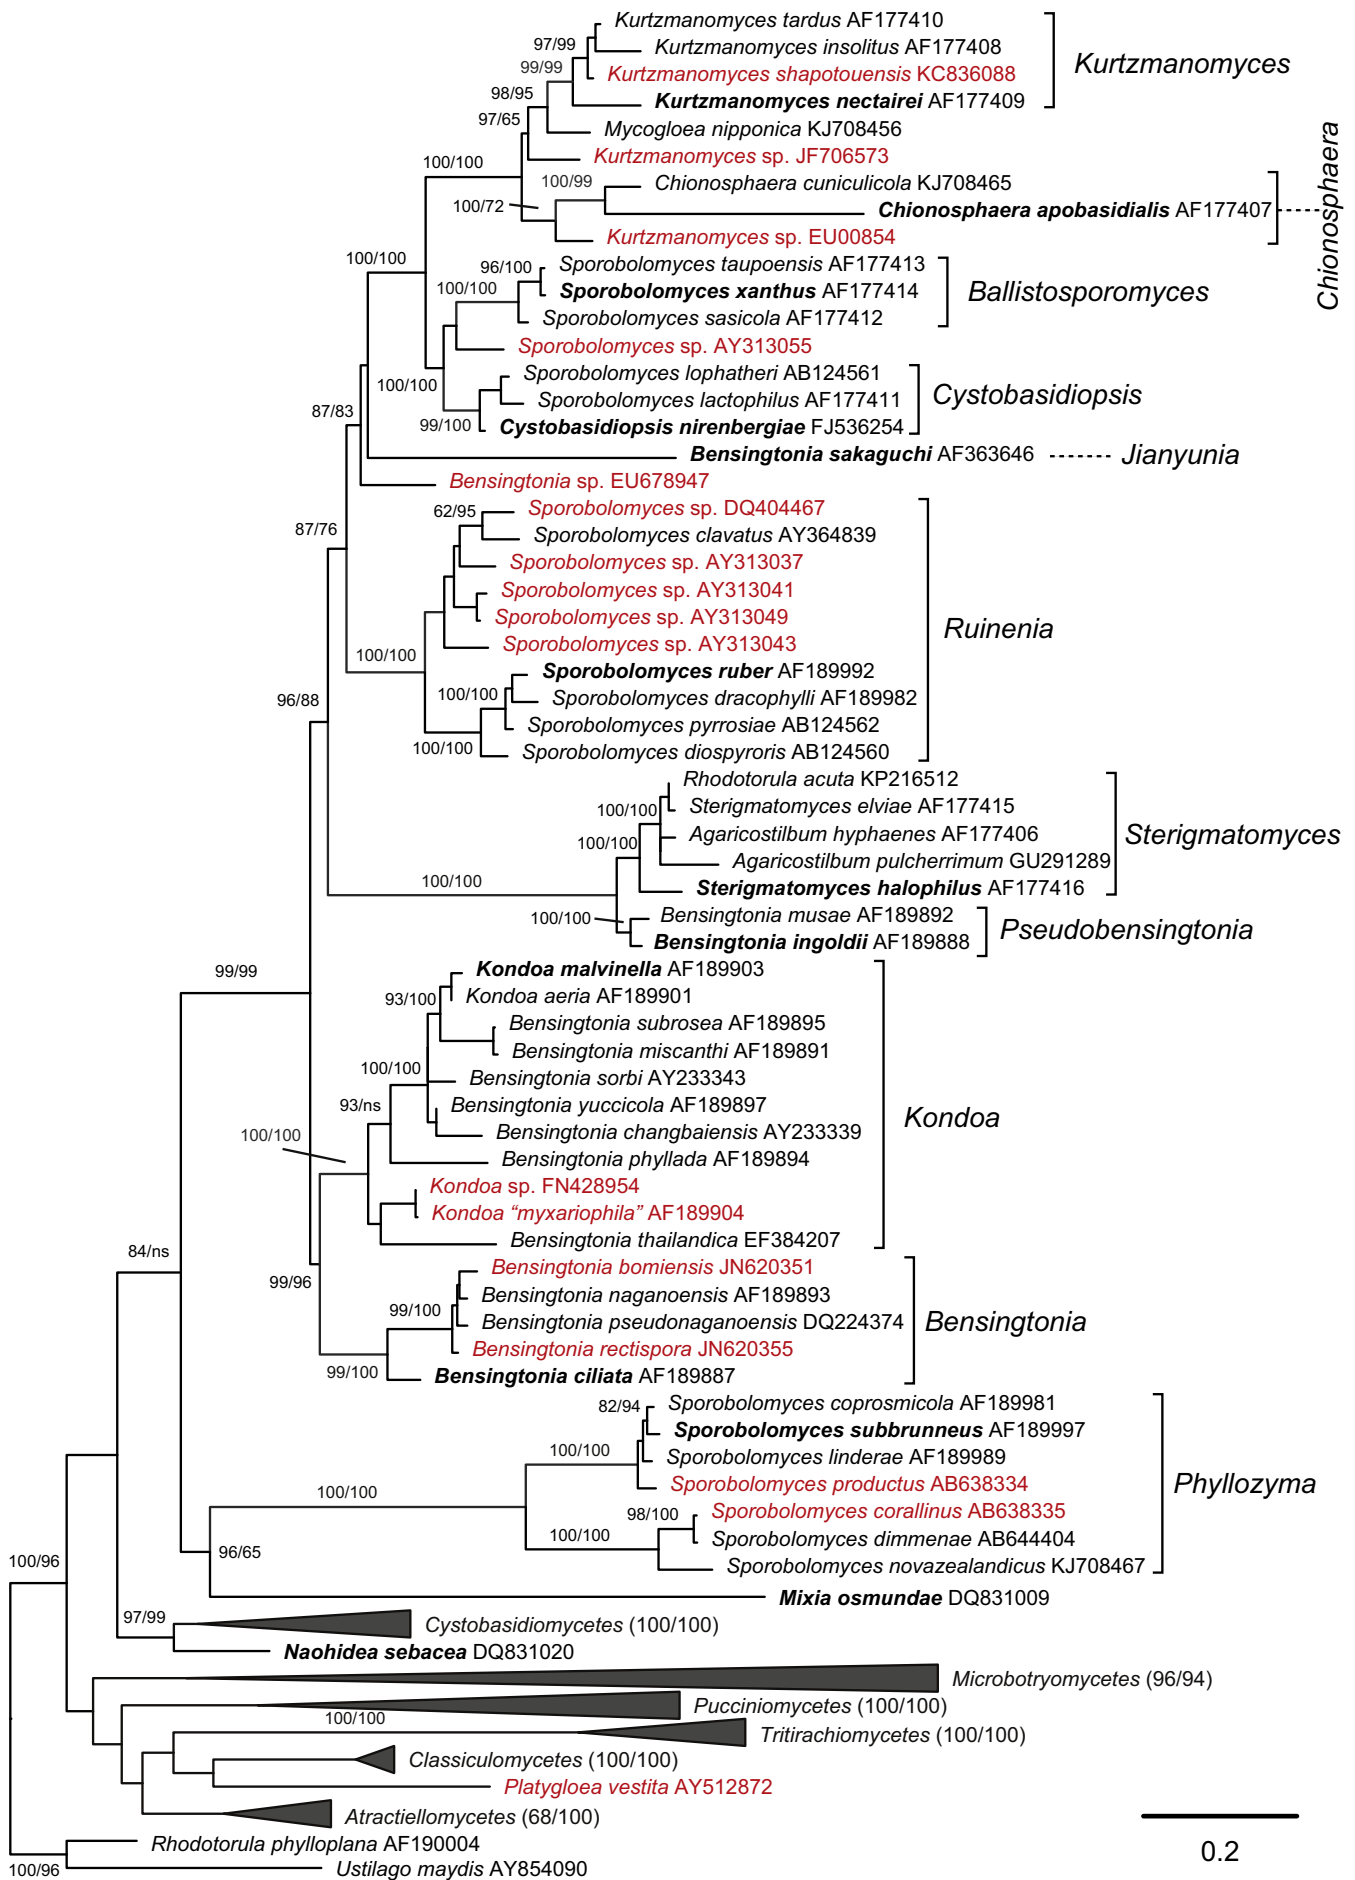 Kurtzmanomyces tardus AF177410
97/99
Kurtzmanomyces insolitus AF177408
99/99
Kurtzmanomyces shapotouensis KC836088
Kurtzmanomyces
98/95
Kurtzmanomyces nectairei AF177409
97/65
Mycogloea nipponica KJ708456
Kurtzmanomyces sp. JF706573
100/100
100/99
Chionosphaera cuniculicola KJ708465
100/72
Chionosphaera apobasidialis AF177407
Chionosphaera
Kurtzmanomyces sp. EU00854
100/100
96/100
Sporobolomyces taupoensis AF177413
100/100
Sporobolomyces xanthus AF177414
Ballistosporomyces
Sporobolomyces sasicola AF177412
Sporobolomyces sp. AY313055
100/100
Sporobolomyces lophatheri AB124561
Sporobolomyces lactophilus AF177411
Cystobasidiopsis
87/83
99/100
Cystobasidiopsis nirenbergiae FJ536254
Bensingtonia sakaguchi AF363646
Jianyunia
Bensingtonia sp. EU678947
62/95
Sporobolomyces sp. DQ404467
87/76
Sporobolomyces clavatus AY364839
Sporobolomyces sp. AY313037
Sporobolomyces sp. AY313041
Sporobolomyces sp. AY313049
Ruinenia
Sporobolomyces sp. AY313043
100/100
Sporobolomyces ruber AF189992
96/88
100/100
Sporobolomyces dracophylli AF189982
Sporobolomyces pyrrosiae AB124562
100/100
Sporobolomyces diospyroris AB124560
Rhodotorula acuta KP216512
100/100
Sterigmatomyces elviae AF177415
100/100
Agaricostilbum hyphaenes AF177406
Sterigmatomyces
Agaricostilbum pulcherrimum GU291289
100/100
Sterigmatomyces halophilus AF177416
100/100
Bensingtonia musae AF189892
Pseudobensingtonia
Bensingtonia ingoldii AF189888
99/99
Kondoa malvinella AF189903
93/100
Kondoa aeria AF189901
Bensingtonia subrosea AF189895
Bensingtonia miscanthi AF189891
100/100
Bensingtonia sorbi AY233343
93/ns
Bensingtonia yuccicola AF189897
Kondoa
100/100
Bensingtonia changbaiensis AY233339
Bensingtonia phyllada AF189894
Kondoa sp. FN428954
Kondoa “myxariophila” AF189904
Bensingtonia thailandica EF384207
84/ns
99/96
Bensingtonia bomiensis JN620351
Bensingtonia naganoensis AF189893
99/100
Bensingtonia pseudonaganoensis DQ224374
Bensingtonia
Bensingtonia rectispora JN620355
99/100
Bensingtonia ciliata AF189887
82/94
Sporobolomyces coprosmicola AF189981
Sporobolomyces subbrunneus AF189997
100/100
Sporobolomyces linderae AF189989
Sporobolomyces productus AB638334
Phyllozyma
100/100
98/100
Sporobolomyces corallinus AB638335
100/100
Sporobolomyces dimmenae AB644404
96/65
Sporobolomyces novazealandicus KJ708467
100/96
Mixia osmundae DQ831009
97/99
Cystobasidiomycetes (100/100)
Naohidea sebacea DQ831020
Microbotryomycetes (96/94)
Pucciniomycetes (100/100)
100/100
Tritirachiomycetes (100/100)
Classiculomycetes (100/100)
Platygloea vestita AY512872
Atractiellomycetes (68/100)
Rhodotorula phylloplana AF190004
0.2
100/96
Ustilago maydis AY854090